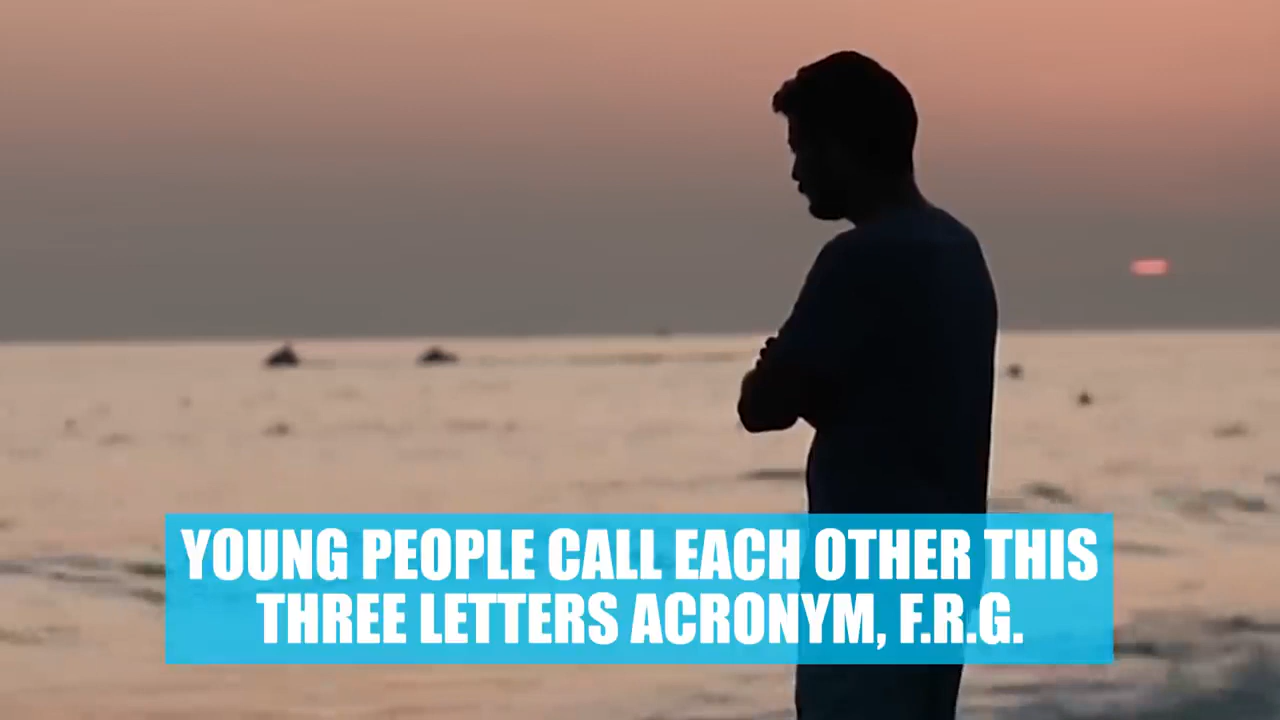 YOUNG PEOPLE CALL EACH OTHER THIS
THREE LETTERS ACRONYM, F.R.G.